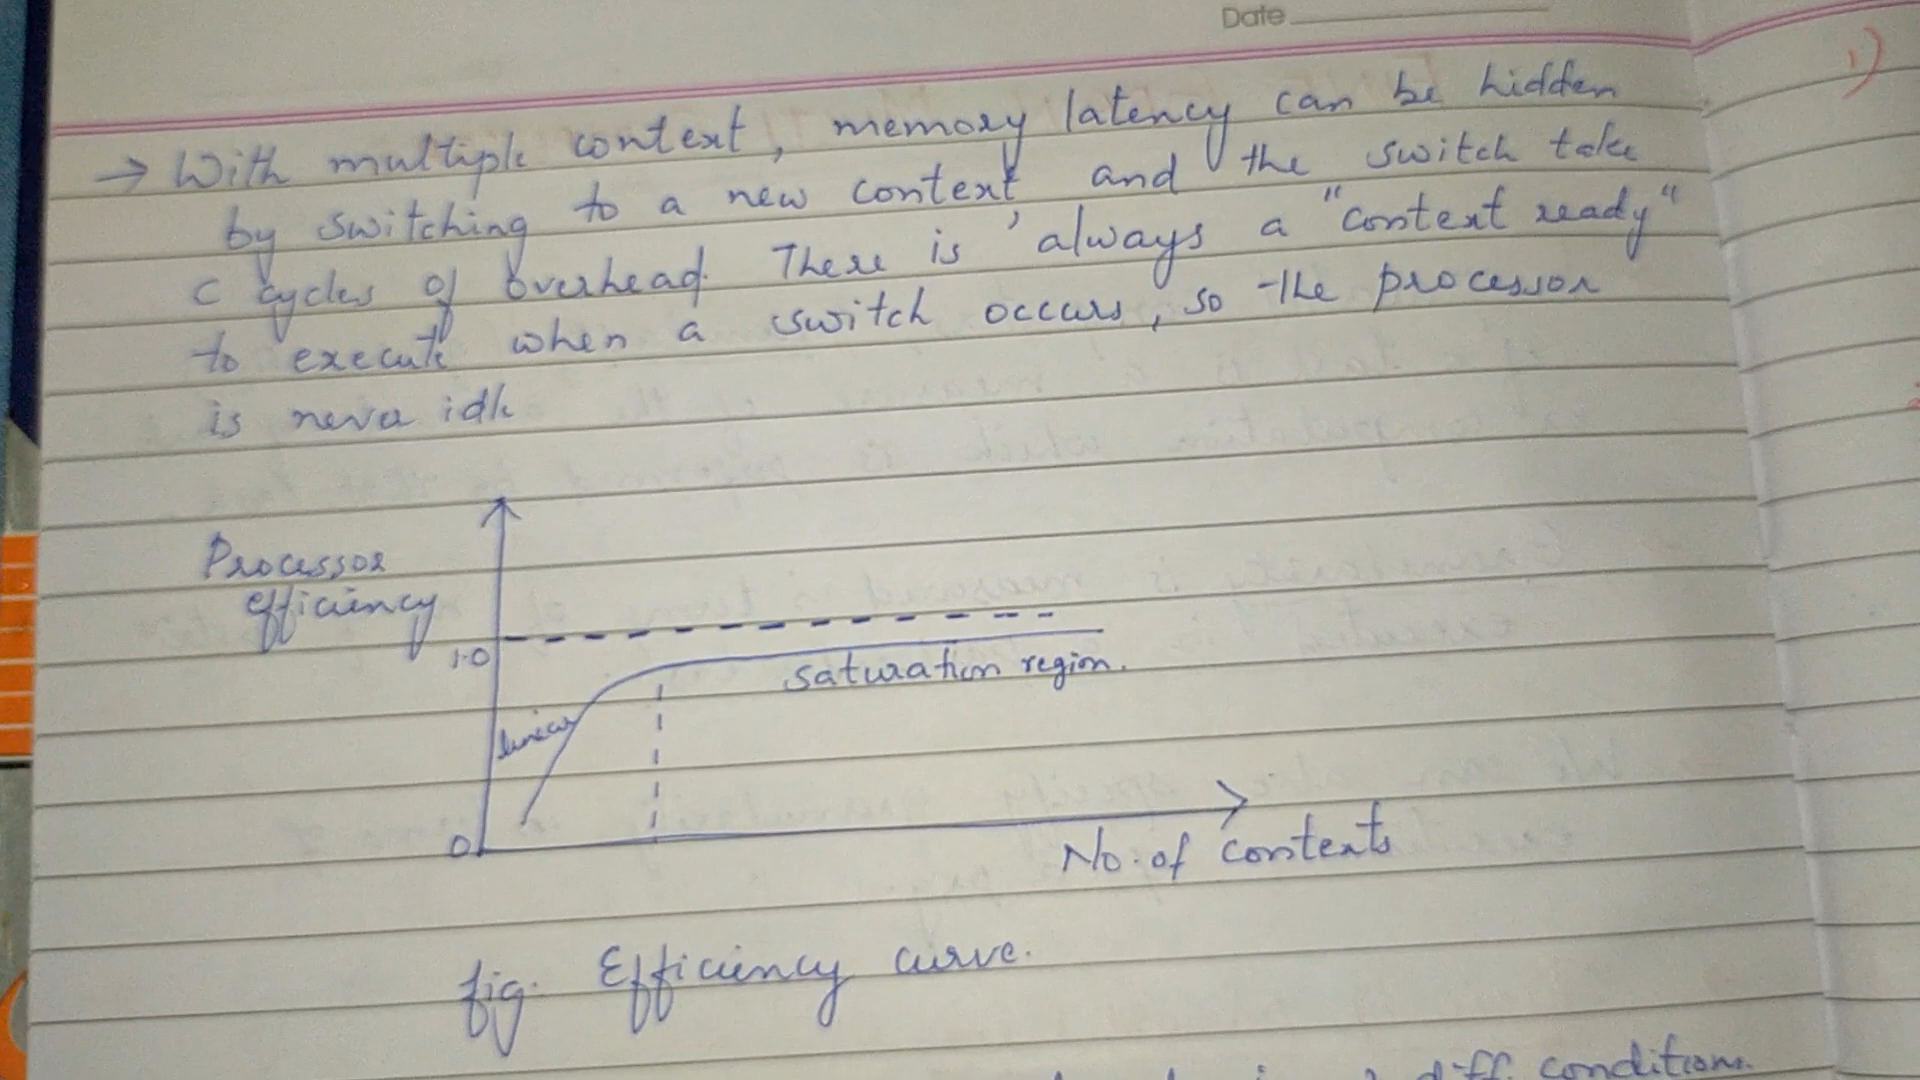 Date
1)
→ With multiple context, memory latency can be hidden
by switching to a new context and the switch take
C cycles of overhead. There is always a "context ready"
to execute when a switch occurs, so the processor
is never idle
Processor
efficiency
1.0
saturation region.
linear
0
No. of contexts
fig. Efficiency curve.
diff. conditions.